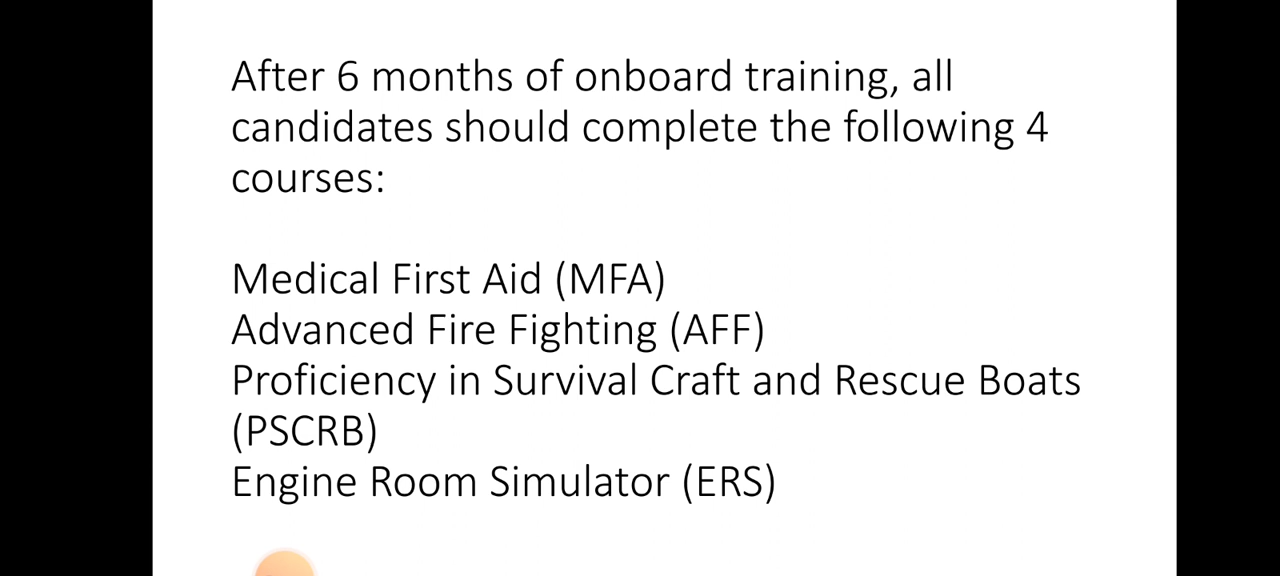 After 6 months of onboard training, all
candidates should complete the following 4
courses:
Medical First Aid (MFA)
Advanced Fire Fighting (AFF)
Proficiency in Survival Craft and Rescue Boats
(PSCRB)
Engine Room Simulator (ERS)